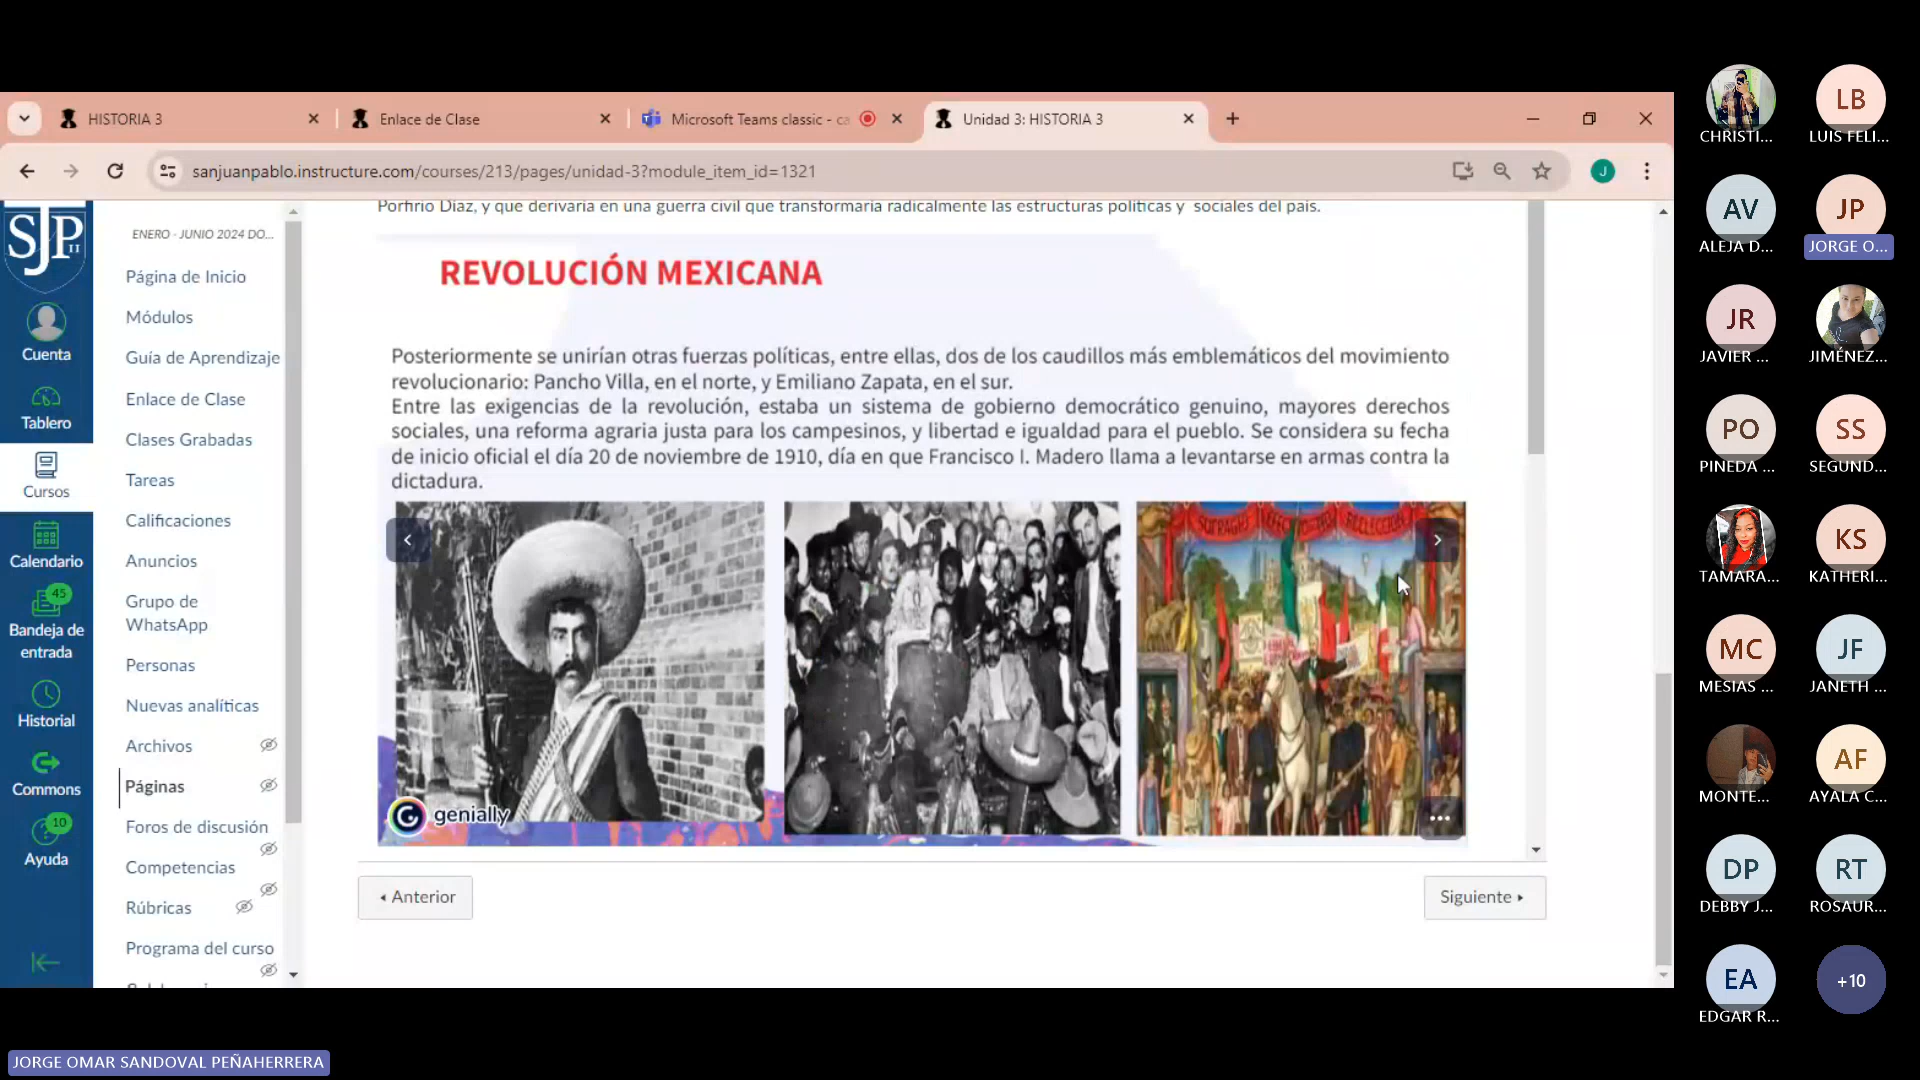 HISTORIA 3
Enlace de Clase
Microsoft Teams classic - ca
Unidad 3: HISTORIA 3
sanjuanpablo.instructure.com/courses/213/pages/unidad-3?module_item_id=1321
J
SJP II
Cuenta
Tablero
Cursos
Calendario
45
Bandeja de
entrada
Historial
Commons
10
Ayuda
ENERO - JUNIO 2024 DO...
Página de Inicio
Módulos
Guía de Aprendizaje
Enlace de Clase
Clases Grabadas
Tareas
Calificaciones
Anuncios
Grupo de
WhatsApp
Personas
Nuevas analíticas
Archivos
Páginas
Foros de discusión
Competencias
Rúbricas
Programa del curso
Porfirio Díaz, y que derivaría en una guerra civil que transformaría radicalmente las estructuras políticas y sociales del país.
REVOLUCIÓN MEXICANA
Posteriormente se unirían otras fuerzas políticas, entre ellas, dos de los caudillos más emblemáticos del movimiento
revolucionario: Pancho Villa, en el norte, y Emiliano Zapata, en el sur.
Entre las exigencias de la revolución, estaba un sistema de gobierno democrático genuino, mayores derechos
sociales, una reforma agraria justa para los campesinos, y libertad e igualdad para el pueblo. Se considera su fecha
de inicio oficial el día 20 de noviembre de 1910, día en que Francisco I. Madero llama a levantarse en armas contra la
dictadura.
genially
Anterior
Siguiente
CHRISTI...
LB
LUIS FELI...
AV
ALEJA D...
JP
JORGE O...
JR
JAVIER ...
JIMÉNEZ...
PO
PINEDA ...
SS
SEGUND...
TAMARA...
KS
KATHERI...
MC
MESIAS ...
JF
JANETH ...
MONTE...
AF
AYALA C...
DP
DEBBY J...
RT
ROSAUR...
EA
EDGAR R...
+10
JORGE OMAR SANDOVAL PEÑAHERRERA